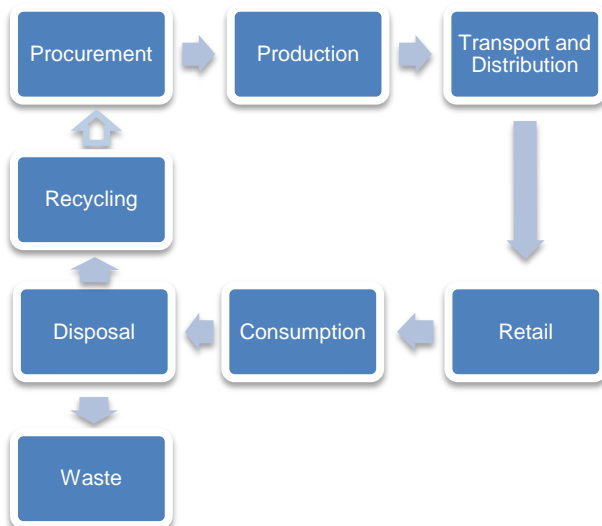 Procurement
Production
Transport and
Distribution
Recycling
Disposal
Consumption
Retail
Waste